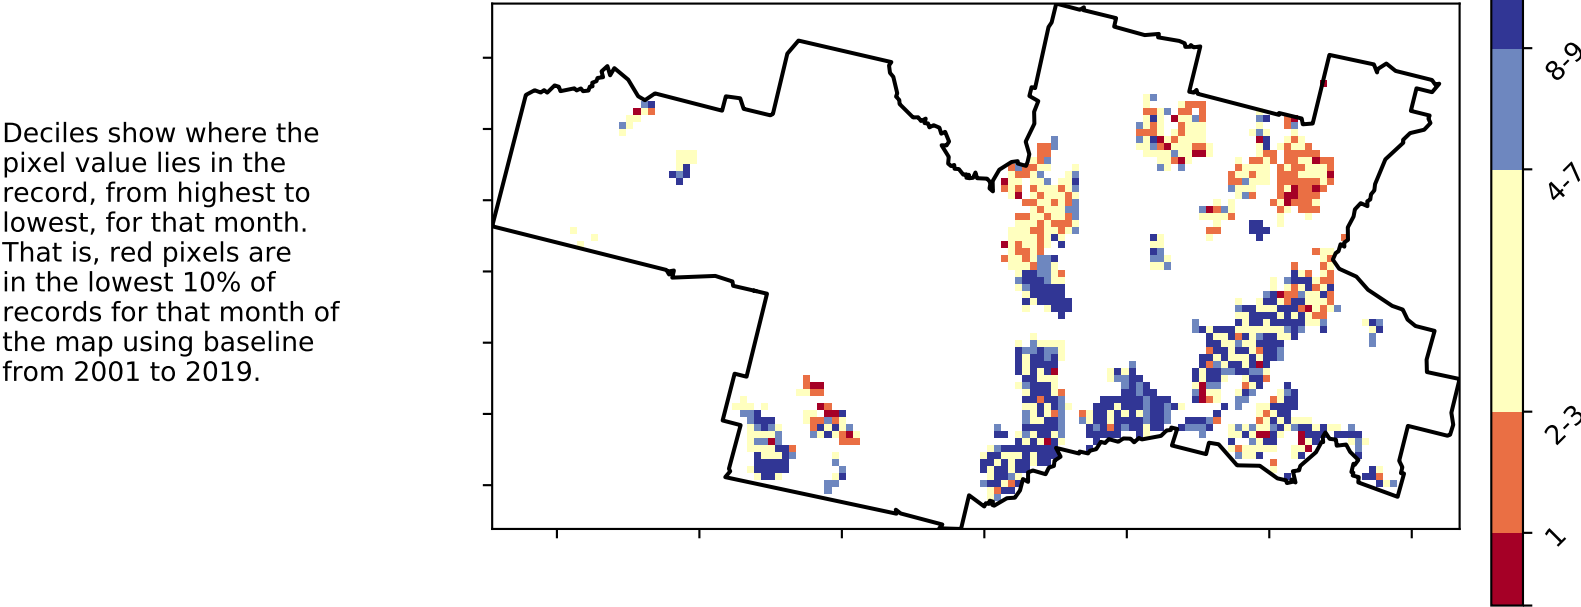 Deciles show where the
pixel value lies in the
record, from highest to
lowest, for that month.
That is, red pixels are
in the lowest 10% of
records for that month of
the map using baseline
from 2001 to 2019.
8-9
4-7
2-3
1